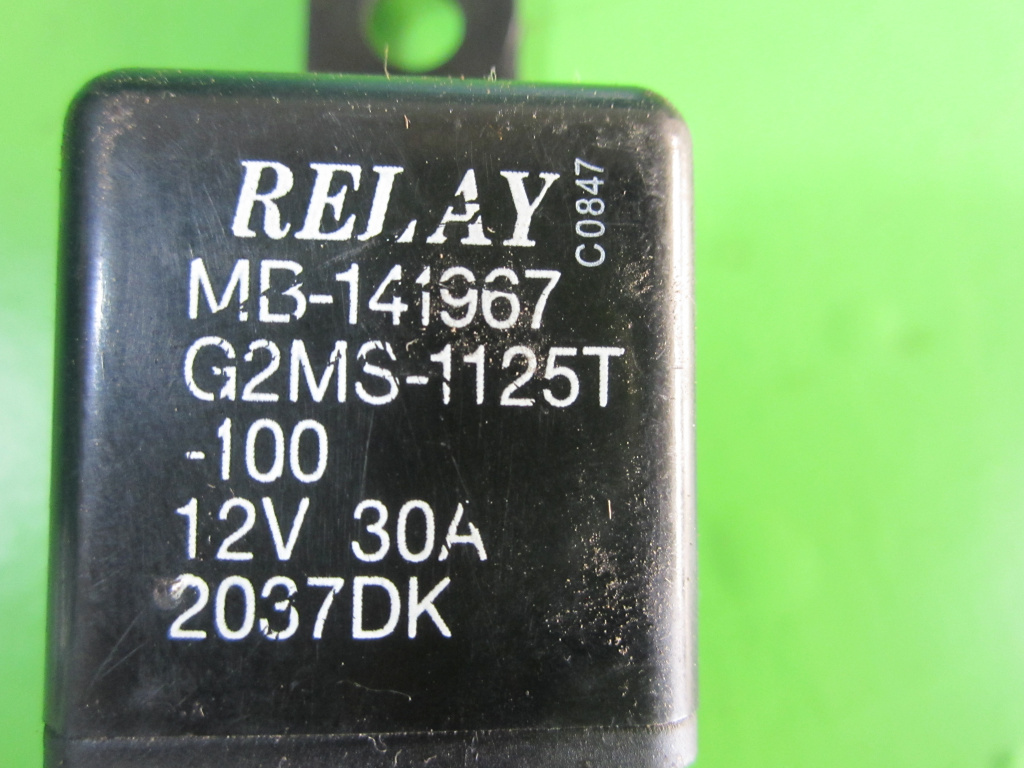 RELAY
C0847
MB-141967
G2MS-1125T
-100
12V 30A
2037DK